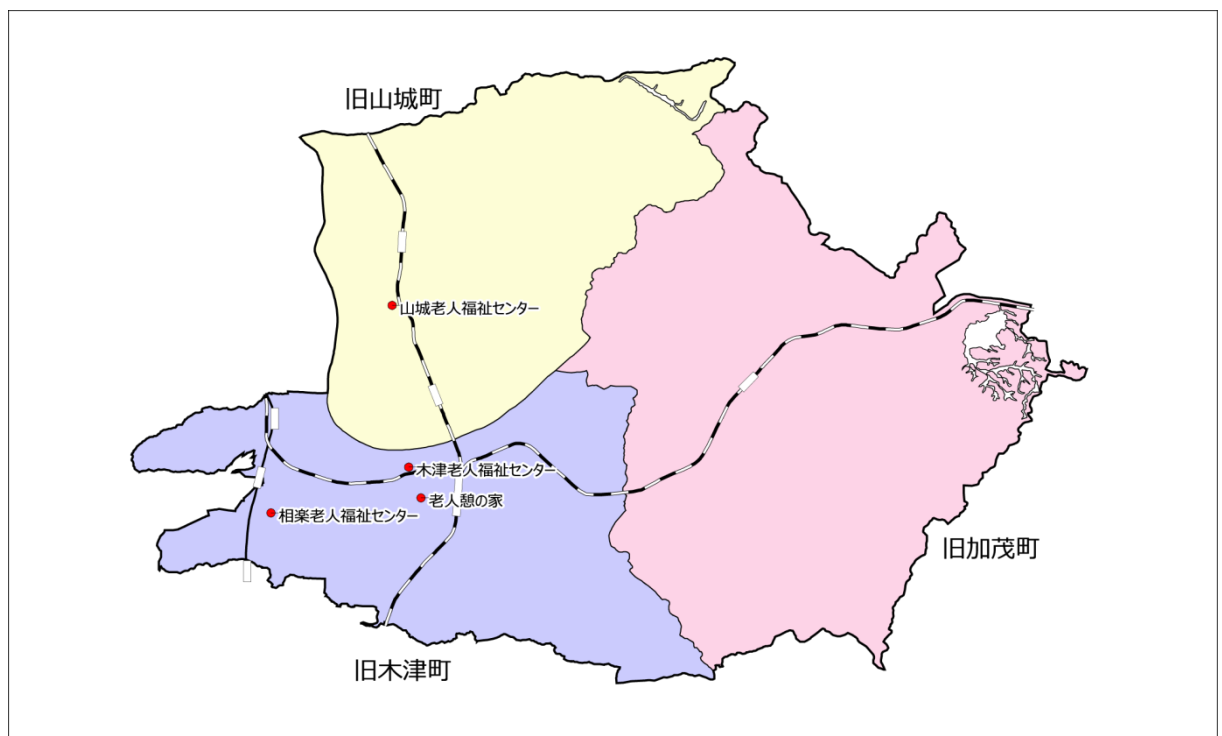 旧山城町
山城老人福祉センター
木津老人福祉センター
老人憩の家
相楽老人福祉センター
旧加茂町
旧木津町